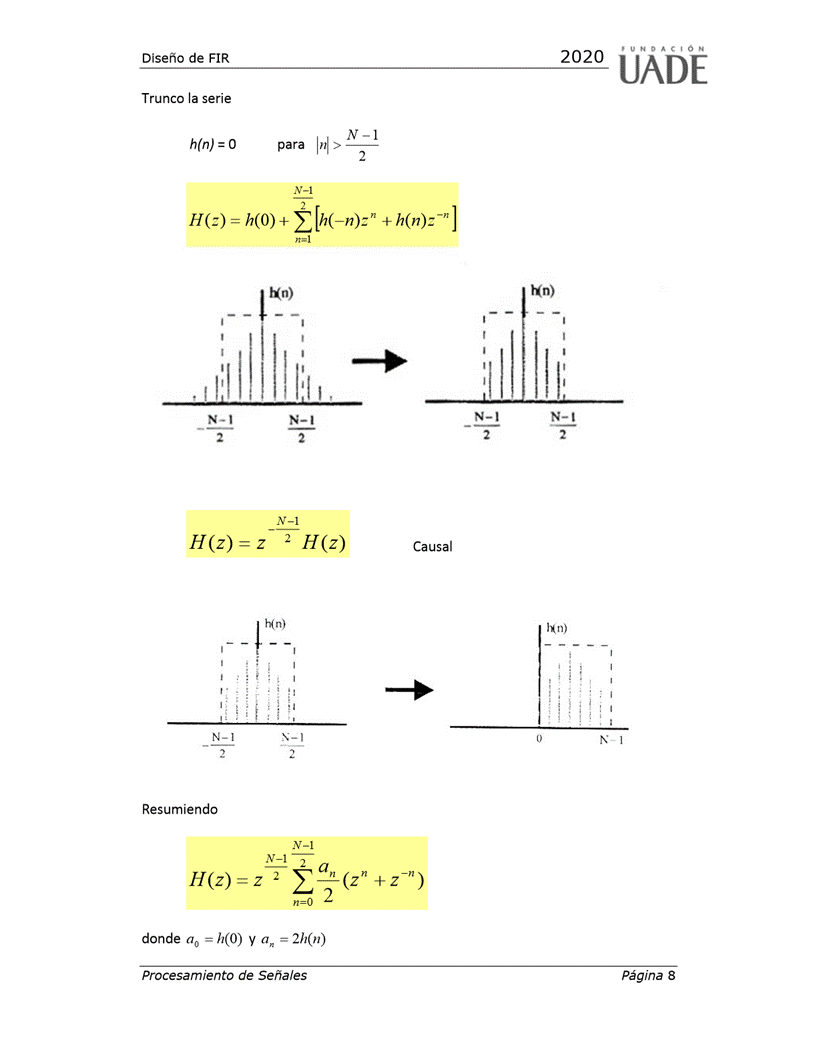 Diseño de FIR 2020 FUNDACIÓN UADE
Trunco la serie
h(n) = 0 para |n| > \frac{N-1}{2}
H(z) = h(0) + \sum_{n=1}^{\frac{N-1}{2}} [h(-n)z^{n} + h(n)z^{-n}]
h(n) h(n)
-\frac{N-1}{2} \frac{N-1}{2} -\frac{N-1}{2} \frac{N-1}{2}
H(z) = z^{-\frac{N-1}{2}} H(z) Causal
h(n) h(n)
-\frac{N-1}{2} \frac{N-1}{2} 0 N-1
Resumiendo
H(z) = z^{\frac{N-1}{2}} \sum_{n=0}^{\frac{N-1}{2}} \frac{a_n}{2} (z^{n} + z^{-n})
donde a_0 = h(0) y a_n = 2h(n)
Procesamiento de Señales Página 8